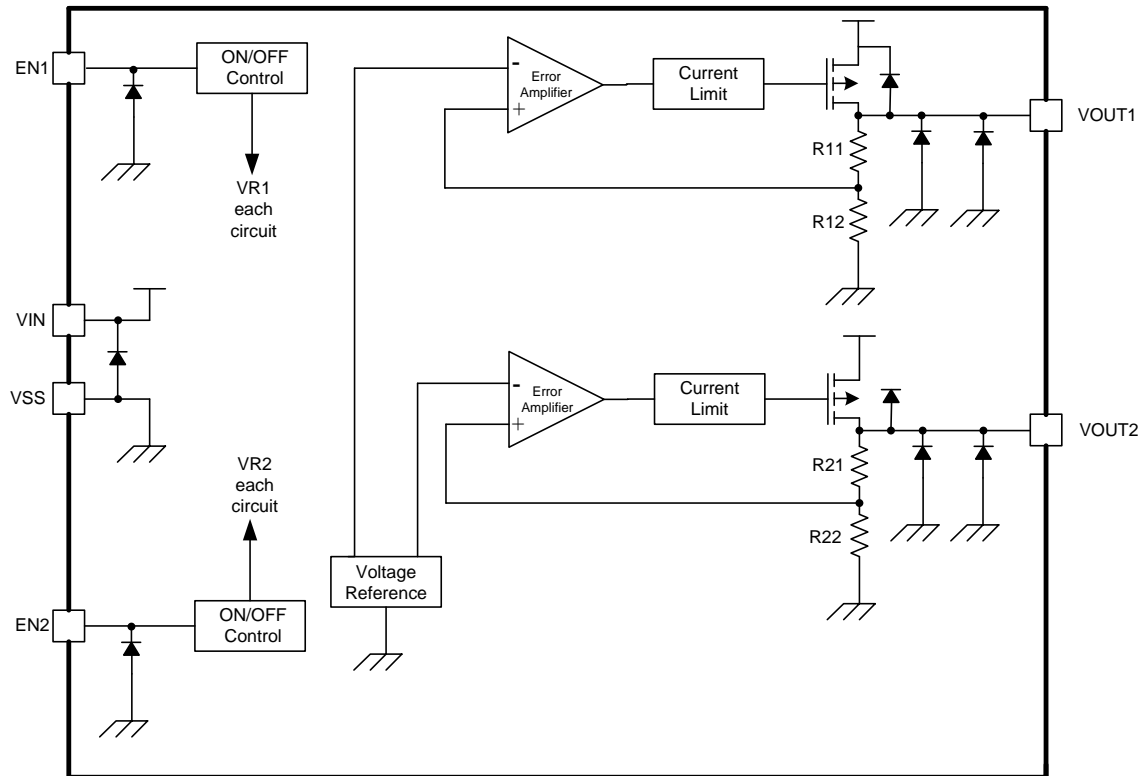 EN1
ON/OFF
Control
VR1
each
circuit
-
Error
Amplifier
+
Current
Limit
R11
R12
VOUT1
VIN
VSS
-
Error
Amplifier
+
Current
Limit
R21
R22
VOUT2
VR2
each
circuit
EN2
ON/OFF
Control
Voltage
Reference